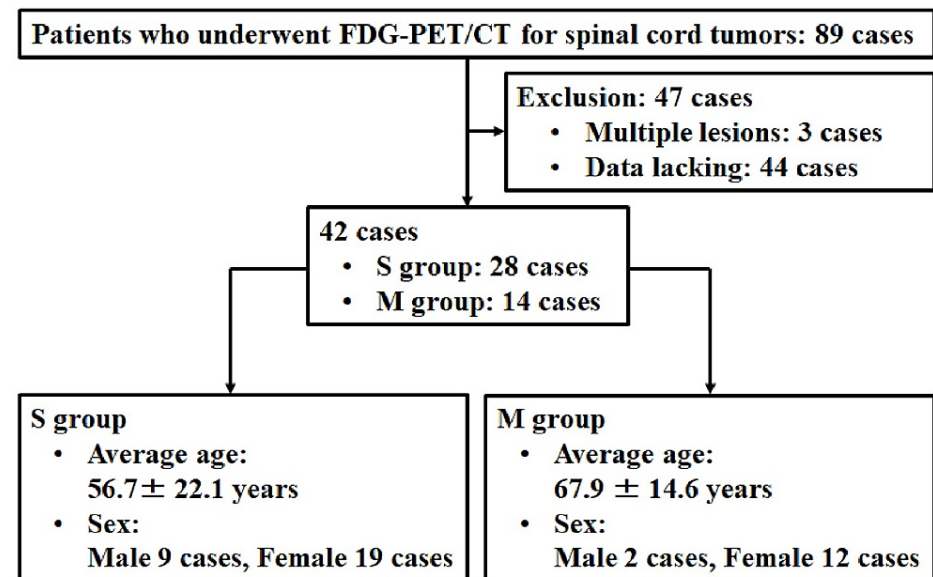 Patients who underwent FDG-PET/CT for spinal cord tumors: 89 cases
Exclusion: 47 cases
• Multiple lesions: 3 cases
• Data lacking: 44 cases
42 cases
• S group: 28 cases
• M group: 14 cases
S group
• Average age:
56.7± 22.1 years
• Sex:
Male 9 cases, Female 19 cases
M group
• Average age:
67.9 ± 14.6 years
• Sex:
Male 2 cases, Female 12 cases